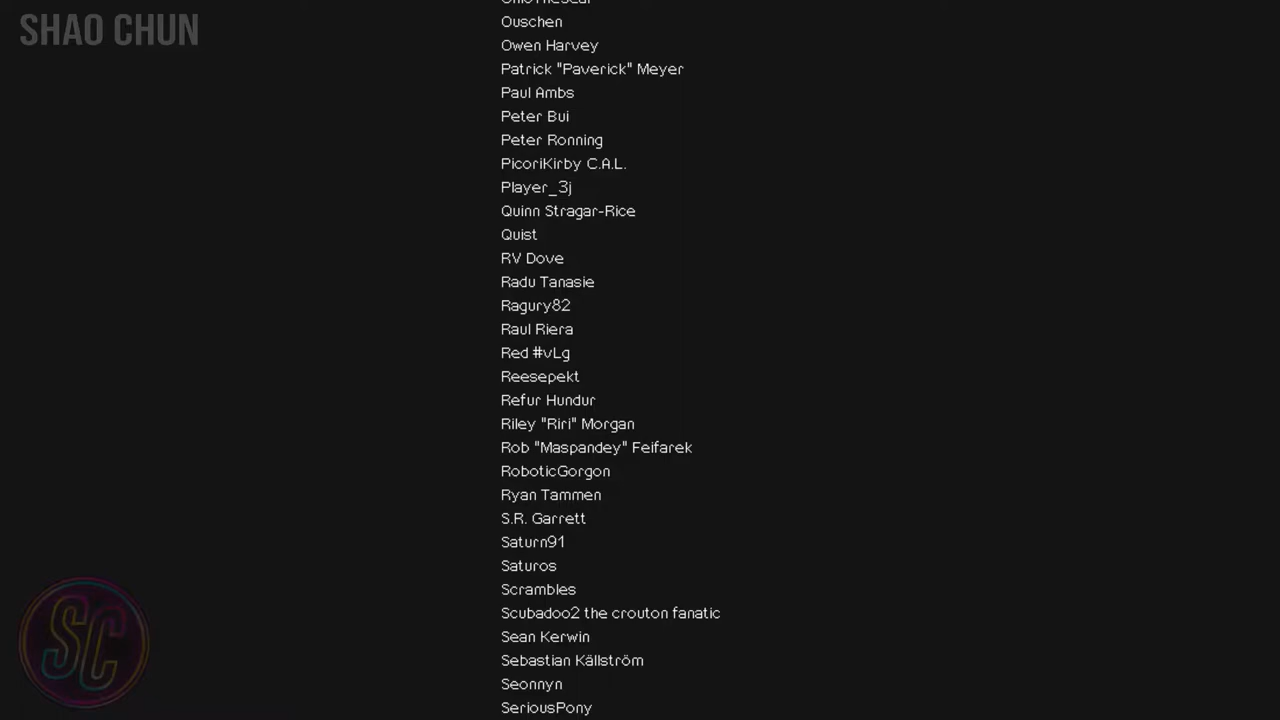 SHAO CHUN
Ouschen
Owen Harvey
Patrick "Paverick" Meyer
Paul Ambs
Peter Bui
Peter Ronning
PicoriKirby C.A.L.
Player_3j
Quinn Stragar-Rice
Quist
RV Dove
Radu Tanasie
Ragury82
Raul Riera
Red #vLg
Reesepekt
Refur Hundur
Riley "Riri" Morgan
Rob "Maspandey" Feifarek
RoboticGorgon
Ryan Tammen
S.R. Garrett
Saturn91
Saturos
Scrambles
Scubadoo2 the crouton fanatic
Sean Kerwin
Sebastian Källström
Seonnyn
SeriousPony
SC